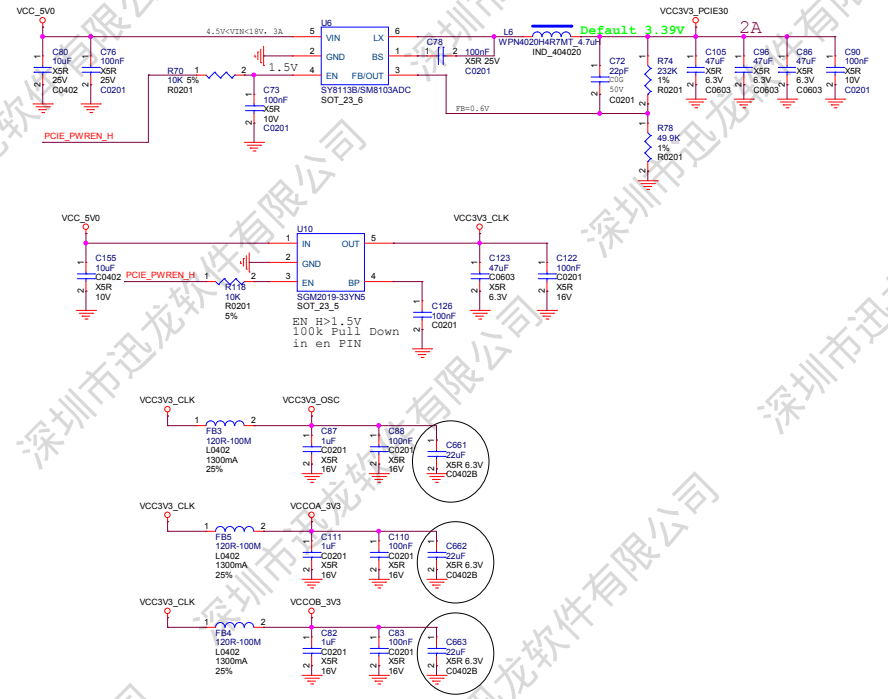 VCC_5V0
4.5V<VIN<18V, 3A
U6
5 VIN LX 6
2 GND BS 1
4 EN FB/OUT 3
SY8113B/SM8103ADC
SOT_23_6
C80
10uF
X5R
25V
C0402
C76
100nF
X5R
25V
C0201
R70
10K 5%
R0201
1.5V
C73
100nF
X5R
10V
C0201
PCIE_PWREN_H
C78
100nF
X5R 25V
C0201
L6
WPN4020H4R7MT_4.7uH
IND_404020
Default 3.39V
VCC3V3_PCIE30
2A
C72
22pF
C0G
50V
C0201
R74
232K
1%
R0201
FB=0.6V
R78
49.9K
1%
R0201
C105
47uF
X5R
6.3V
C0603
C96
47uF
X5R
6.3V
C0603
C86
47uF
X5R
6.3V
C0603
C90
100nF
X5R
10V
C0201
VCC_5V0
U10
1 IN OUT 5
2 GND
3 EN BP 4
SGM2019-33YN5
SOT_23_5
EN H>1.5V
100k Pull Down
in en PIN
C155
10uF
C0402
X5R
10V
PCIE_PWREN_H
R118
10K
R0201
5%
C126
100nF
C0201
VCC3V3_CLK
C123
47uF
C0603
X5R
6.3V
C122
100nF
C0201
X5R
16V
VCC3V3_CLK
VCC3V3_OSC
FB3
120R-100M
L0402
1300mA
25%
C87
1uF
C0201
X5R
16V
C88
100nF
C0201
X5R
16V
C661
22uF
X5R 6.3V
C0402B
VCC3V3_CLK
VCCOA_3V3
FB5
120R-100M
L0402
1300mA
25%
C111
1uF
C0201
X5R
16V
C110
100nF
C0201
X5R
16V
C662
22uF
X5R 6.3V
C0402B
VCC3V3_CLK
VCCOB_3V3
FB4
120R-100M
L0402
1300mA
25%
C82
1uF
C0201
X5R
16V
C83
100nF
C0201
X5R
16V
C663
22uF
X5R 6.3V
C0402B
深圳市迅龙软件有限公司